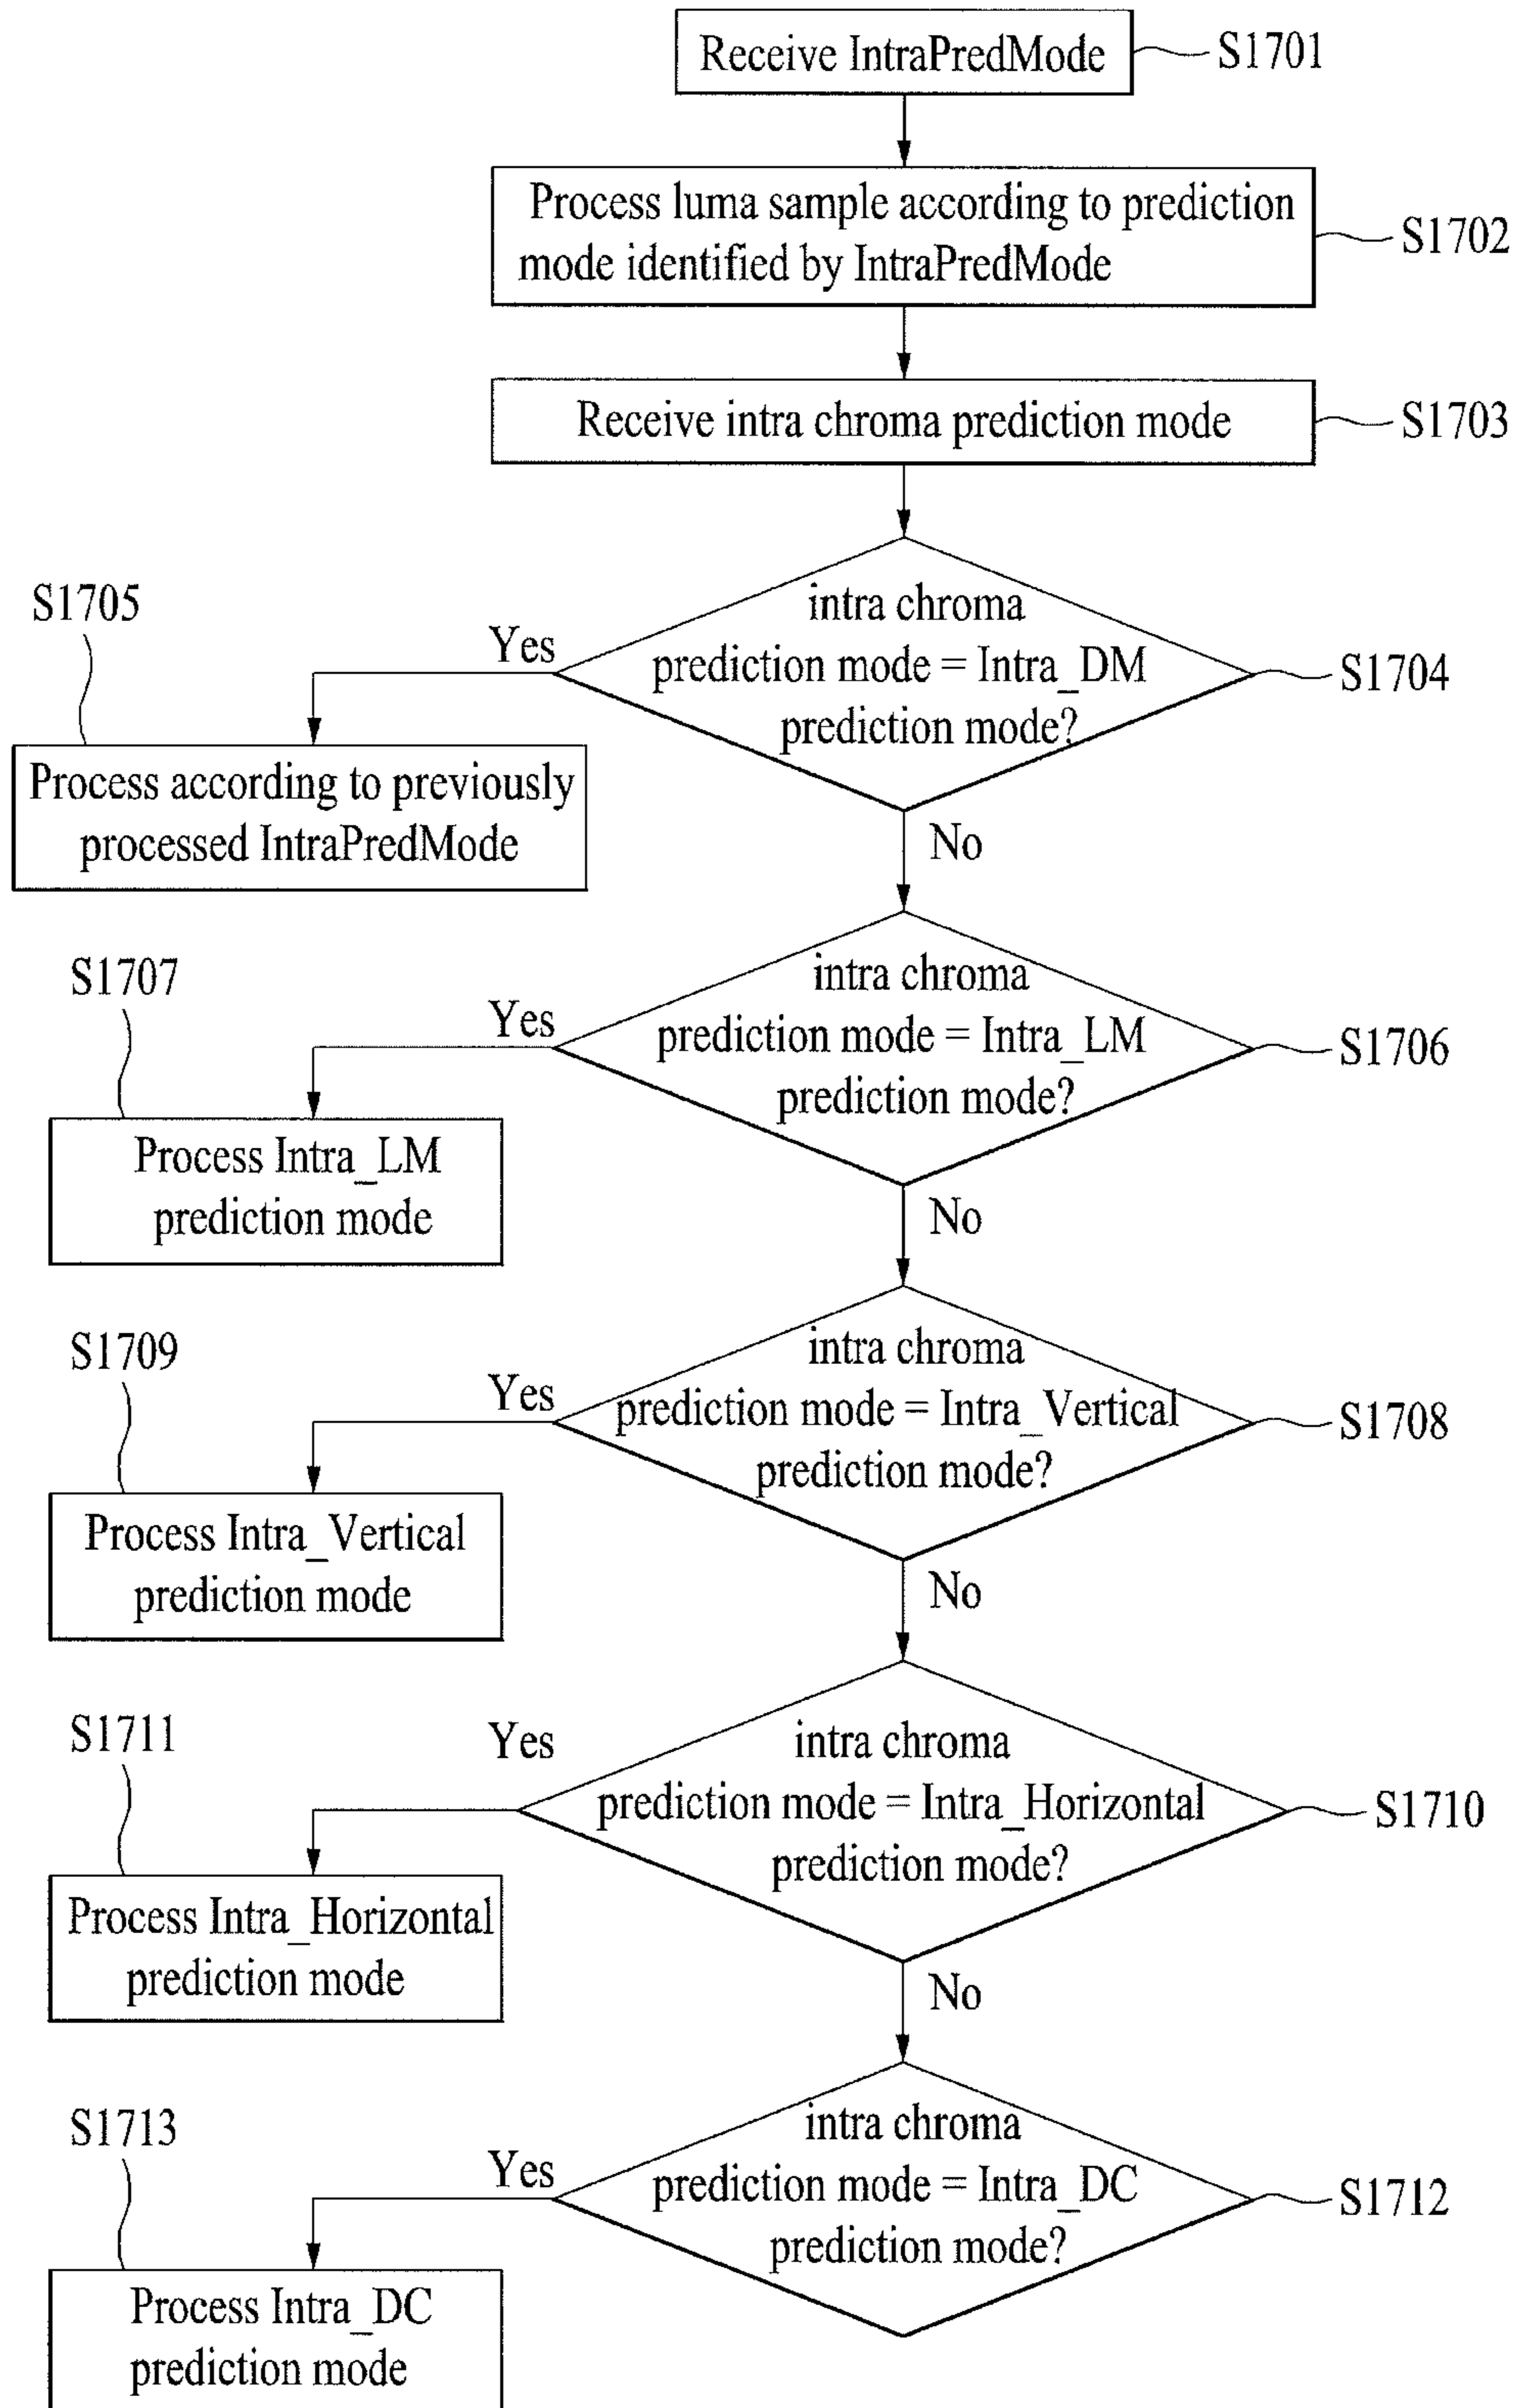 Receive IntraPredMode
S1701
Process luma sample according to prediction
mode identified by IntraPredMode
S1702
Receive intra chroma prediction mode
S1703
intra chroma
prediction mode = Intra_DM
prediction mode?
S1704
Yes
S1705
Process according to previously
processed IntraPredMode
No
intra chroma
prediction mode = Intra_LM
prediction mode?
S1706
Yes
S1707
Process Intra_LM
prediction mode
No
intra chroma
prediction mode = Intra_Vertical
prediction mode?
S1708
Yes
S1709
Process Intra_Vertical
prediction mode
No
intra chroma
prediction mode = Intra_Horizontal
prediction mode?
S1710
Yes
S1711
Process Intra_Horizontal
prediction mode
No
intra chroma
prediction mode = Intra_DC
prediction mode?
S1712
Yes
S1713
Process Intra_DC
prediction mode